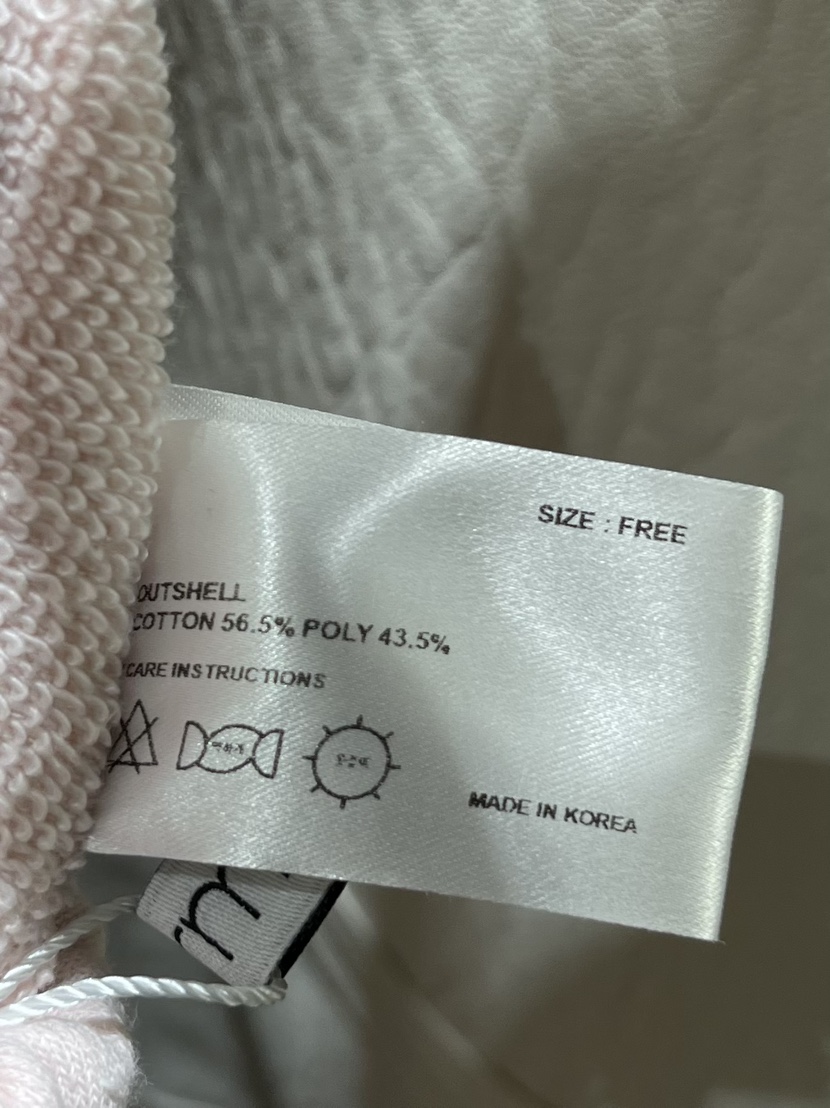 SIZE : FREE
OUTSHELL
COTTON 56.5% POLY 43.5%
CARE INSTRUCTIONS
MADE IN KOREA
m